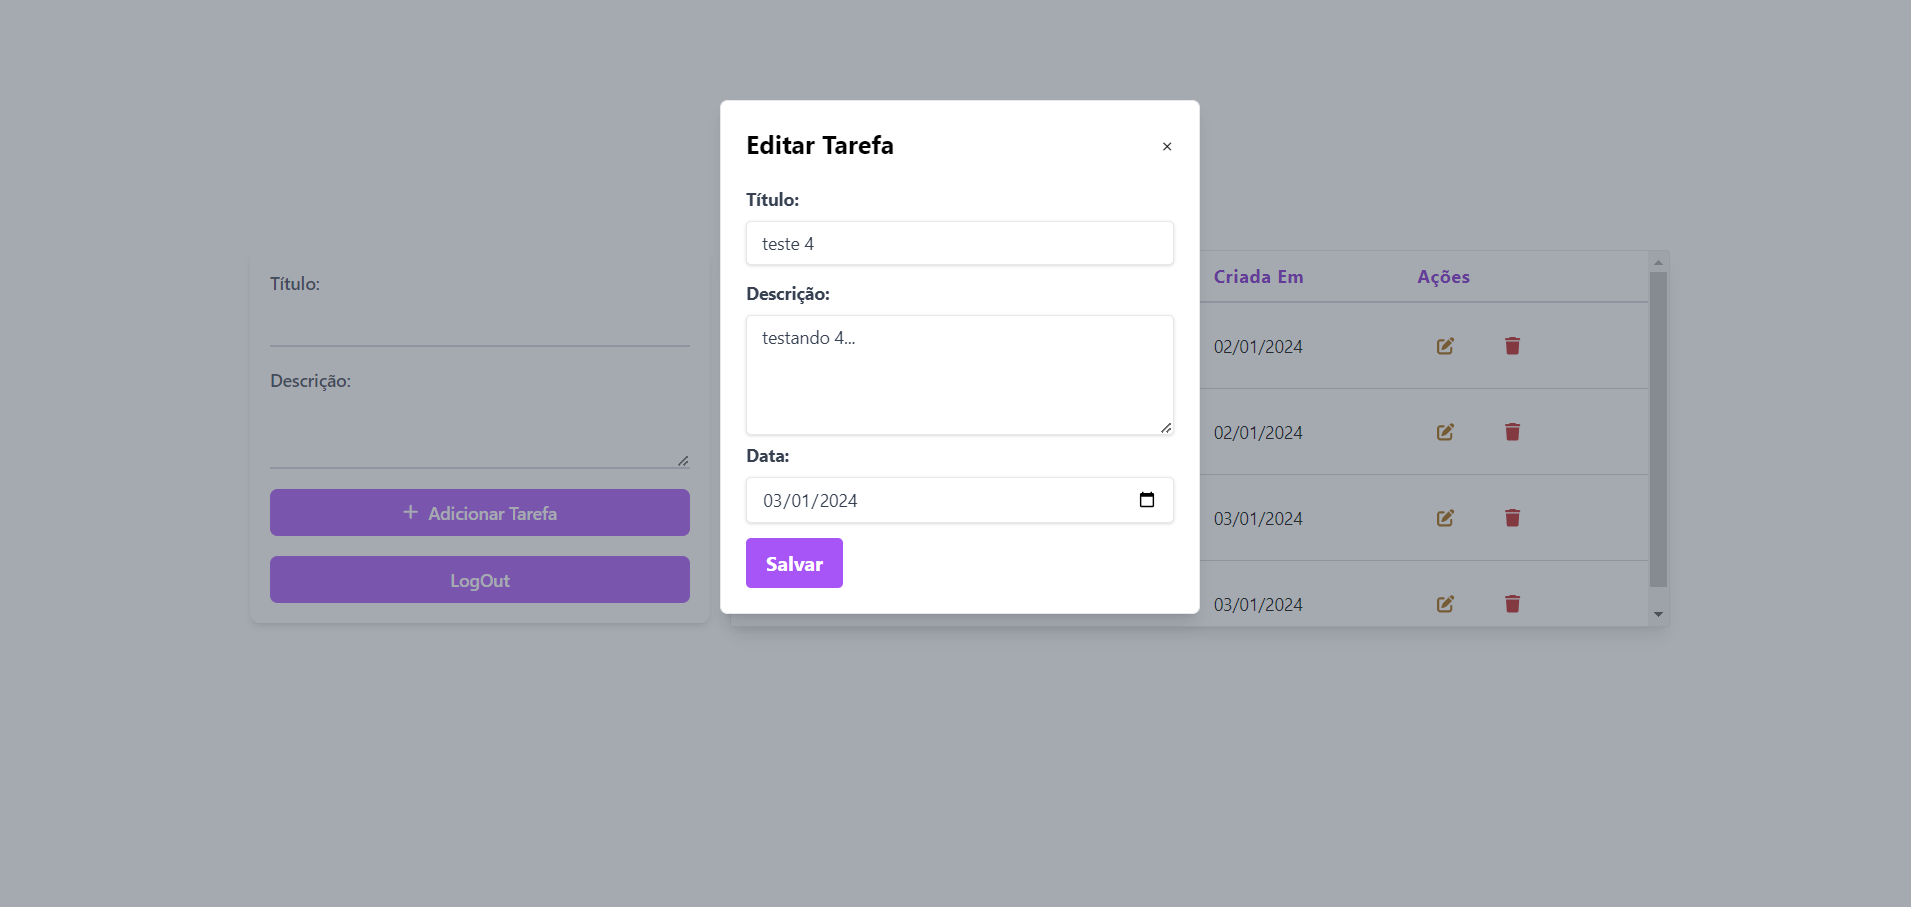 Editar Tarefa
×
Título:
teste 4
Descrição:
testando 4...
Data:
03/01/2024
Salvar
Título:
Descrição:
+ Adicionar Tarefa
LogOut
Criada Em Ações
02/01/2024
02/01/2024
03/01/2024
03/01/2024